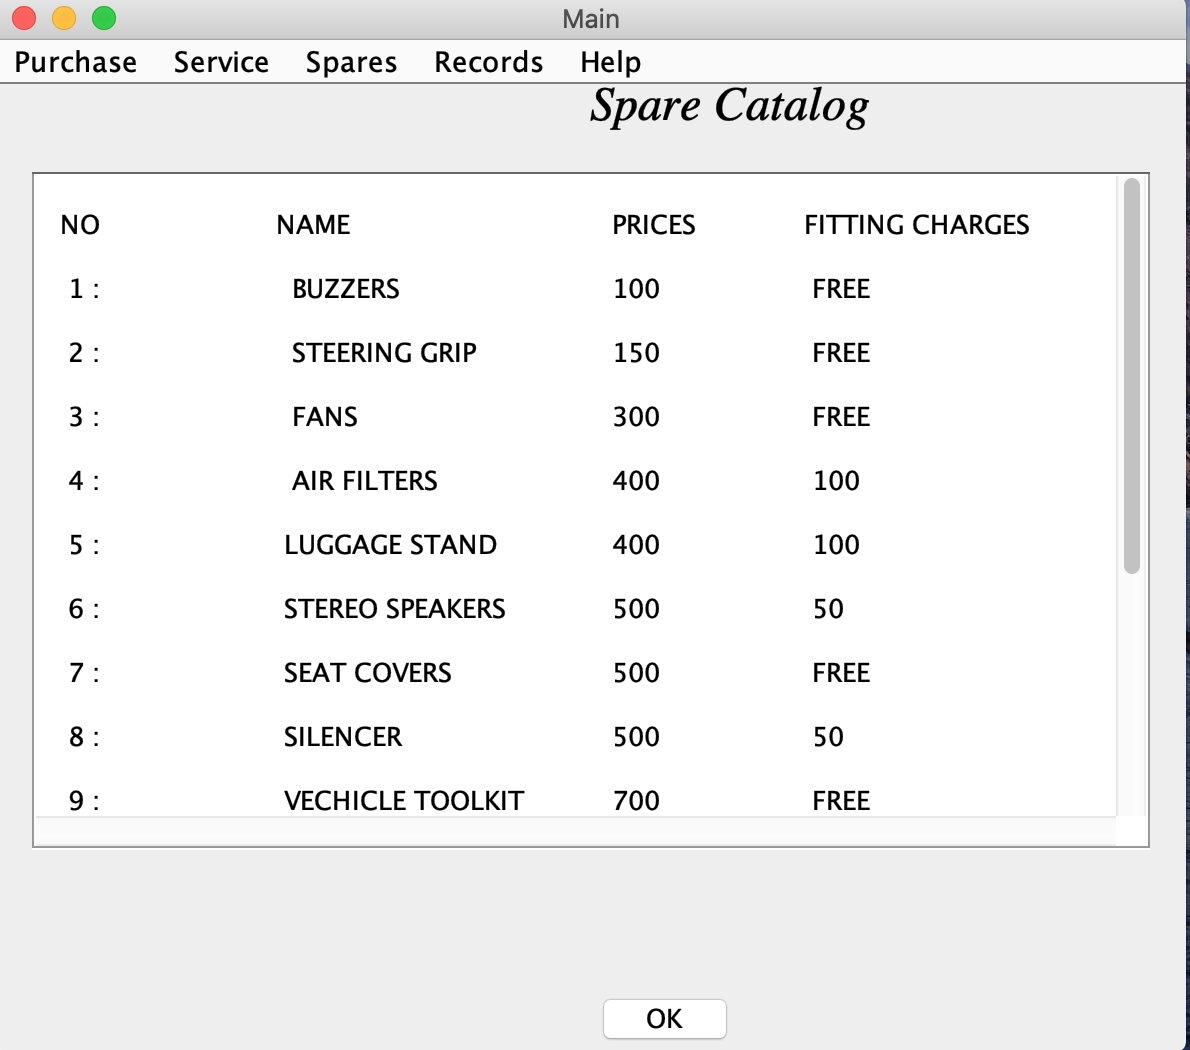 Main
Purchase Service Spares Records Help
Spare Catalog
NO NAME PRICES FITTING CHARGES
1 : BUZZERS 100 FREE
2 : STEERING GRIP 150 FREE
3 : FANS 300 FREE
4 : AIR FILTERS 400 100
5 : LUGGAGE STAND 400 100
6 : STEREO SPEAKERS 500 50
7 : SEAT COVERS 500 FREE
8 : SILENCER 500 50
9 : VECHICLE TOOLKIT 700 FREE
OK